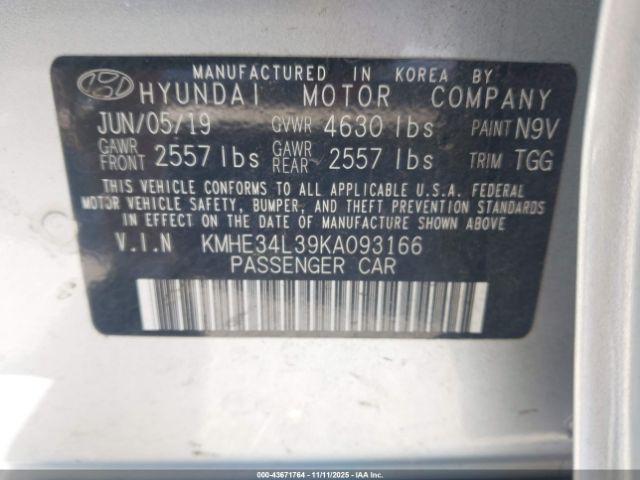 MANUFACTURED IN KOREA BY
HYUNDAI MOTOR COMPANY
JUN/05/19 GVWR 4630 lbs PAINT N9V
GAWR FRONT 2557 lbs GAWR REAR 2557 lbs TRIM TGG
THIS VEHICLE CONFORMS TO ALL APPLICABLE U.S.A. FEDERAL
MOTOR VEHICLE SAFETY, BUMPER, AND THEFT PREVENTION STANDARDS
IN EFFECT ON THE DATE OF MANUFACTURE SHOWN ABOVE
V.I.N KMHE34L39KA093166
PASSENGER CAR
000-43671764 - 11/11/2025 - IAAI.COM